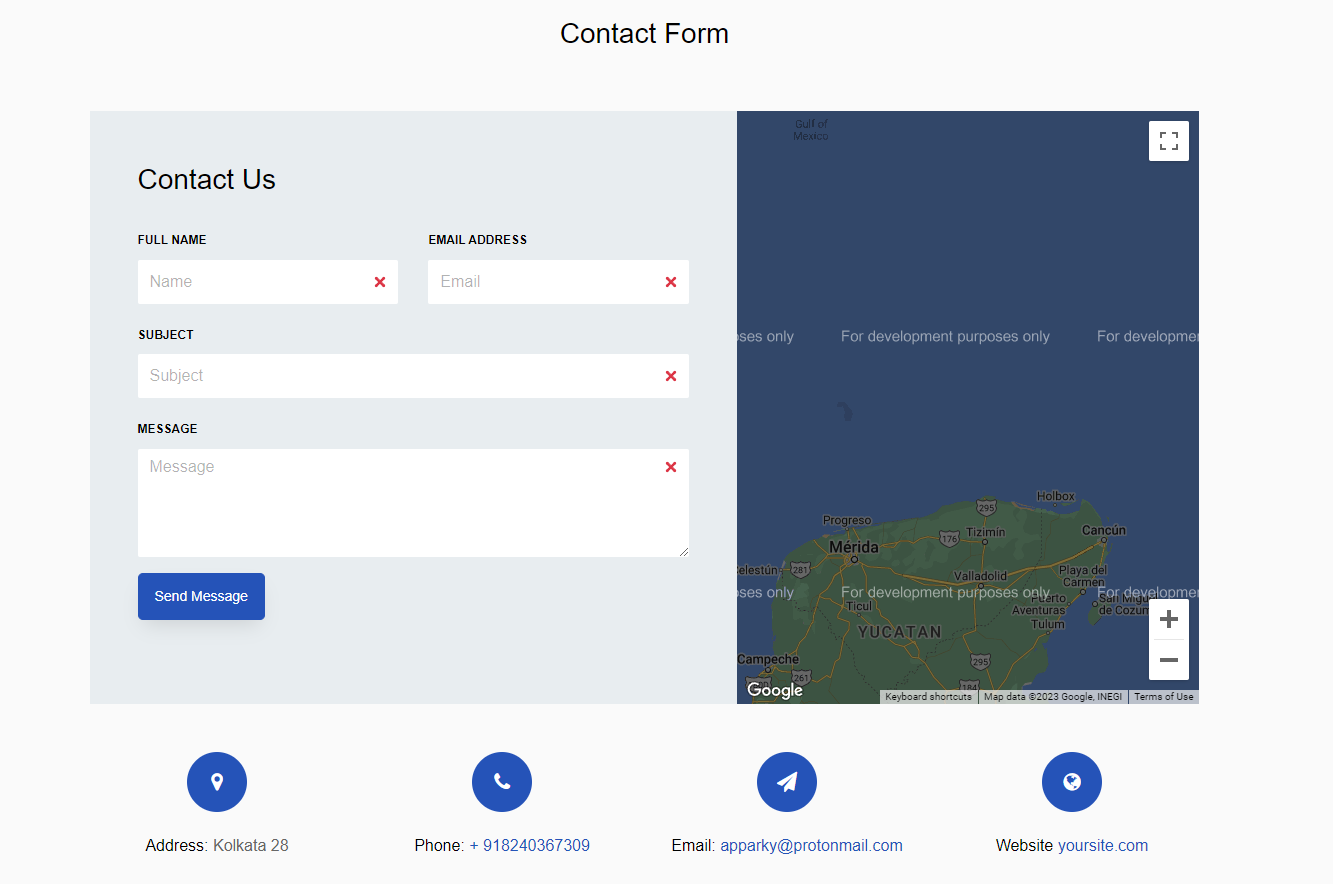 Contact Form
Contact Us
FULL NAME
EMAIL ADDRESS
Name
Email
SUBJECT
Subject
MESSAGE
Message
Send Message
Gulf of
Mexico
oses only
For development purposes only
For developmen
Holbox
295
Progreso
Tizimín
176
Cancún
Mérida
Celestún
281
Valladolid
Playa del
Carmen
oses only
For development purposes only
For developmen
Ticul
Puerto
Aventuras
San Migu
de Cozum
Tulum
YUCATAN
Campeche
295
261
184
Google
Keyboard shortcuts
Map data ©2023 Google, INEGI
Terms of Use
Address: Kolkata 28
Phone: + 918240367309
Email: apparky@protonmail.com
Website yoursite.com